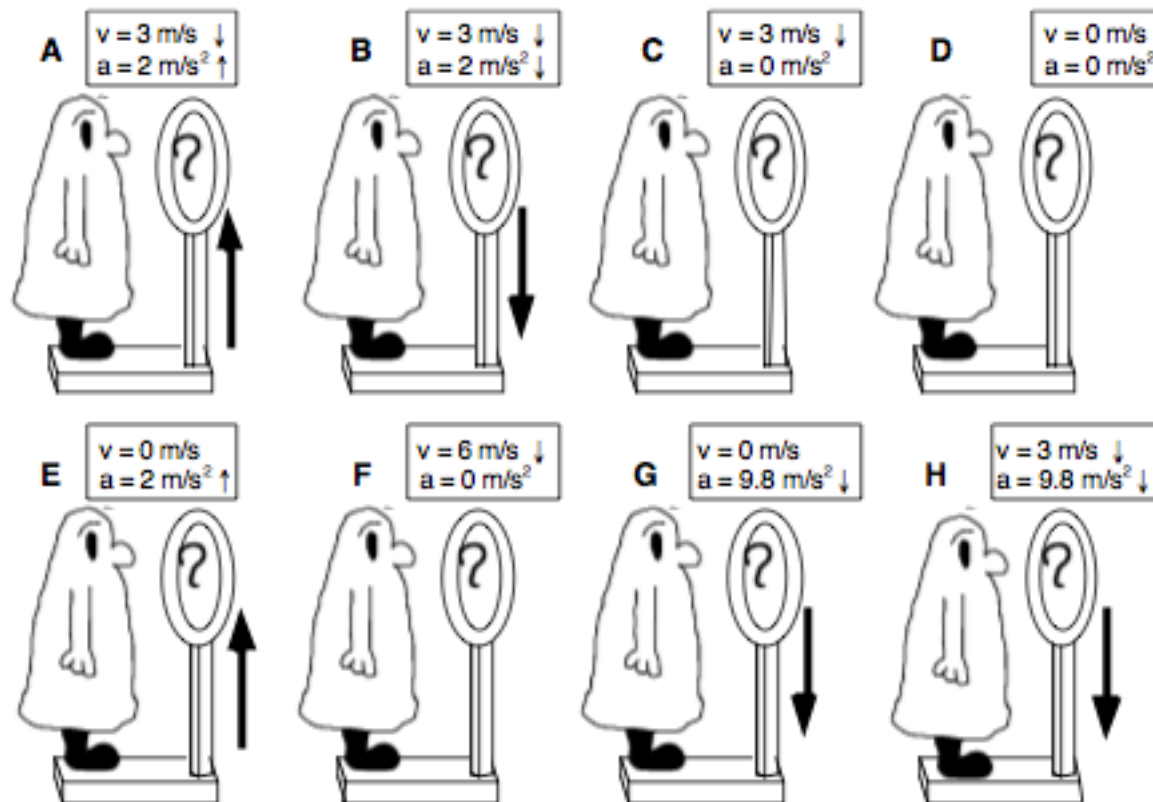 A
v = 3 m/s ↓
a = 2 m/s² ↑
B
v = 3 m/s ↓
a = 2 m/s² ↓
C
v = 3 m/s ↓
a = 0 m/s²
D
v = 0 m/s
a = 0 m/s²
?
?
?
?
E
v = 0 m/s
a = 2 m/s² ↑
F
v = 6 m/s ↓
a = 0 m/s²
G
v = 0 m/s
a = 9.8 m/s² ↓
H
v = 3 m/s ↓
a = 9.8 m/s² ↓
?
?
?
?